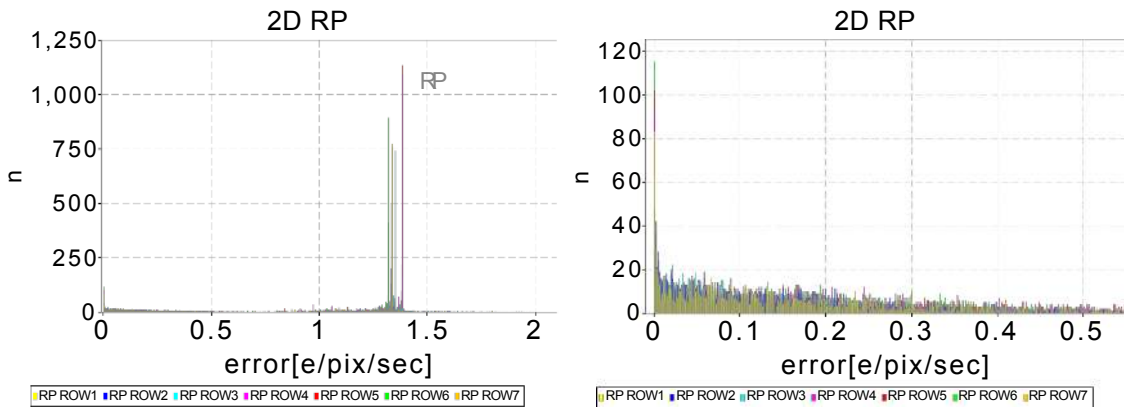 2D RP
1,250
1,000
750
500
250
0
n
RP
0
0.5
1
1.5
2
error[e/pix/sec]
RP ROW1 RP ROW2 RP ROW3 RP ROW4 RP ROW5 RP ROW6 RP ROW7
2D RP
120
100
80
60
40
20
0
n
0
0.1
0.2
0.3
0.4
0.5
error[e/pix/sec]
RP ROW1 RP ROW2 RP ROW3 RP ROW4 RP ROW5 RP ROW6 RP ROW7